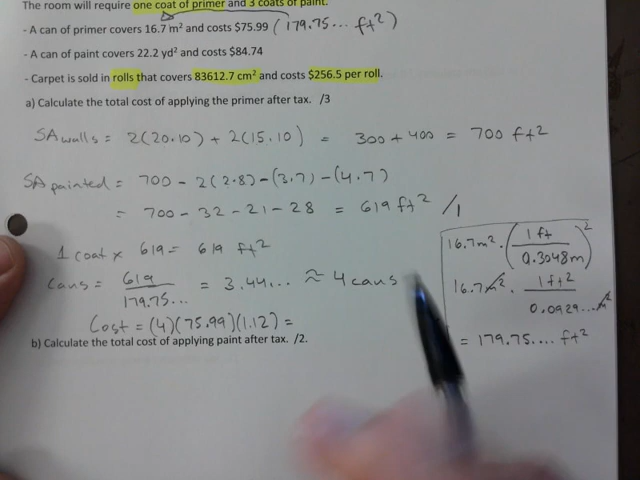 The room will require one coat of primer and 3 coats of paint.
- A can of primer covers 16.7 m² and costs $75.99 (179.75... ft²)
- A can of paint covers 22.2 yd² and costs $84.74
- Carpet is sold in rolls that covers 83612.7 cm² and costs $256.5 per roll.
a) Calculate the total cost of applying the primer after tax. /3
SA walls = 2(20·10) + 2(15·10) = 300 + 400 = 700 ft²
SA painted = 700 - 2(2·8) - (3·7) - (4·7)
= 700 - 32 - 21 - 28 = 619 ft² /1
1 coat × 619 = 619 ft²
Cans = 619 / 179.75... = 3.44... ≈ 4 cans
Cost = (4)(75.99)(1.12) =
16.7m² · (1 ft / 0.3048m)²
16.7m² · 1 ft² / 0.0929...m²
= 179.75.... ft²
b) Calculate the total cost of applying paint after tax. /2.